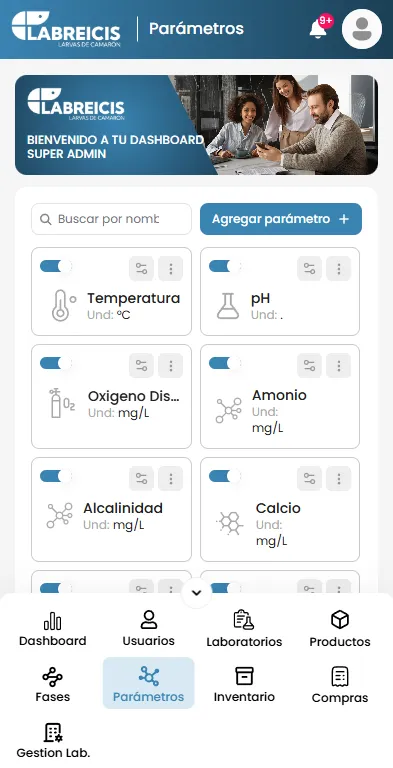 LABREICIS
LARVAS DE CAMARÓN
Parámetros
9+
LABREICIS
LARVAS DE CAMARÓN
BIENVENIDO A TU DASHBOARD
SUPER ADMIN
Buscar por nomb
Agregar parámetro +
Temperatura
Und: °C
pH
Und: .
Oxigeno Dis...
Und: mg/L
O2
Amonio
Und:
mg/L
Alcalinidad
Und: mg/L
Calcio
Und:
mg/L
Dashboard
Usuarios
Laboratorios
Productos
Fases
Parámetros
Inventario
Compras
Gestion Lab.